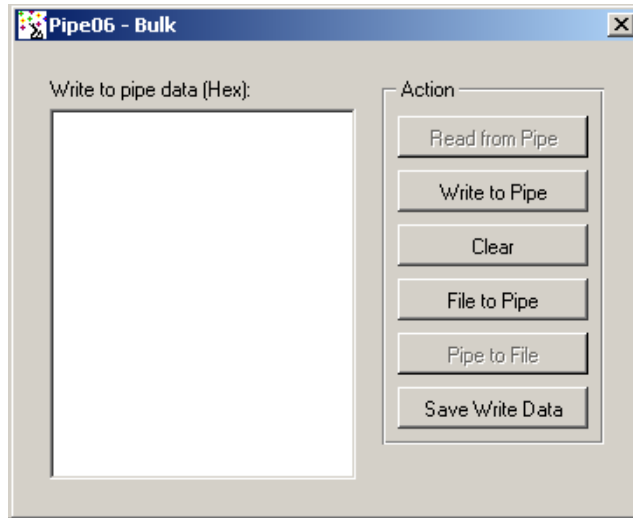 Pipe06 - Bulk
Write to pipe data (Hex):
Action
Read from Pipe
Write to Pipe
Clear
File to Pipe
Pipe to File
Save Write Data